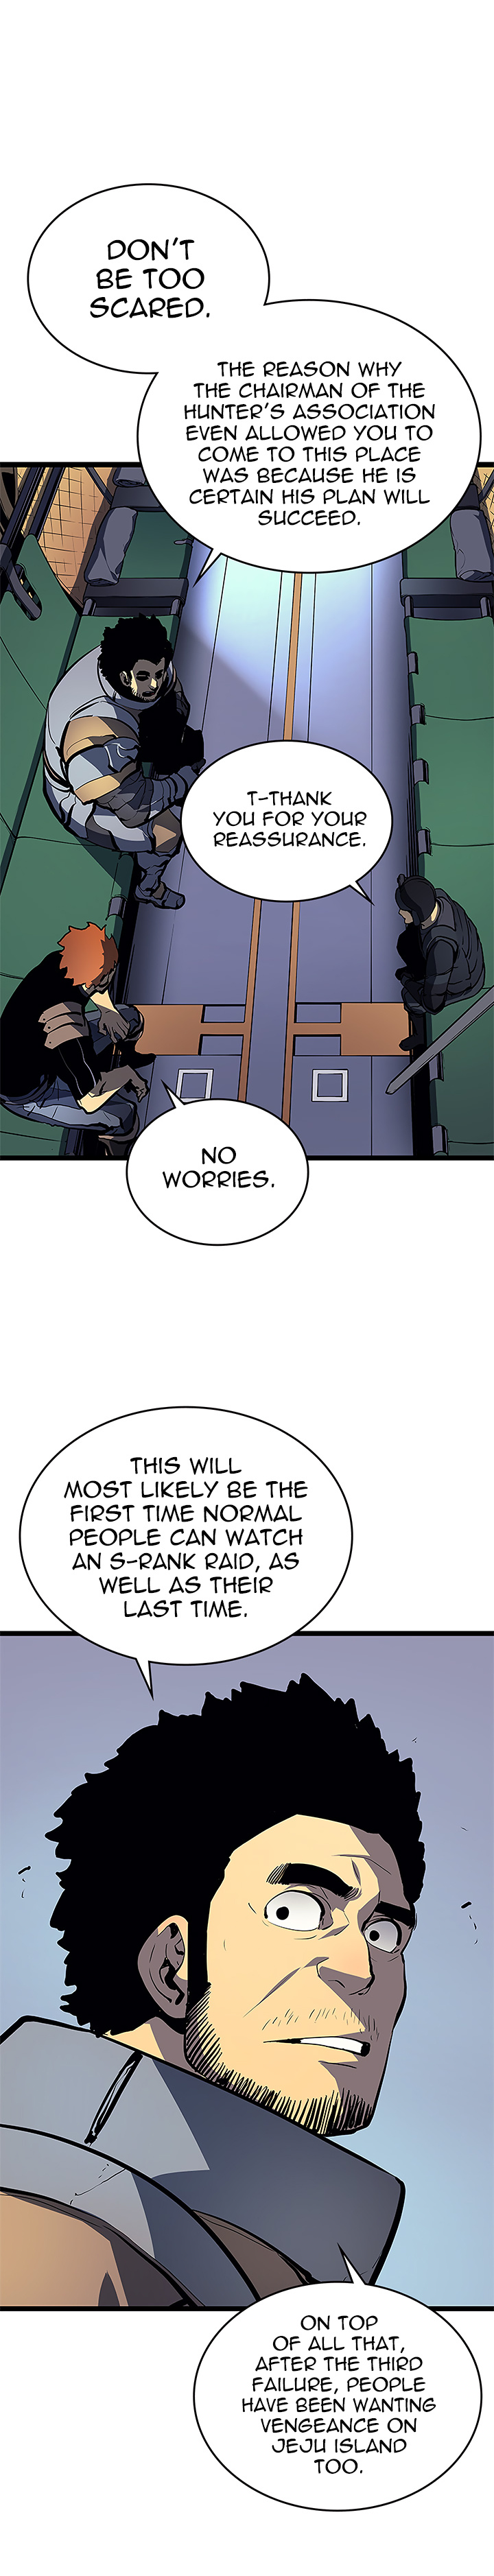 DON'T
BE TOO
SCARED.
THE REASON WHY
THE CHAIRMAN OF THE
HUNTER'S ASSOCIATION
EVEN ALLOWED YOU TO
COME TO THIS PLACE
WAS BECAUSE HE IS
CERTAIN HIS PLAN WILL
SUCCEED.
T-THANK
YOU FOR YOUR
REASSURANCE.
NO
WORRIES.
THIS WILL
MOST LIKELY BE THE
FIRST TIME NORMAL
PEOPLE CAN WATCH
AN S-RANK RAID, AS
WELL AS THEIR
LAST TIME.
ON TOP
OF ALL THAT,
AFTER THE THIRD
FAILURE, PEOPLE
HAVE BEEN WANTING
VENGEANCE ON
JEJU ISLAND
TOO.